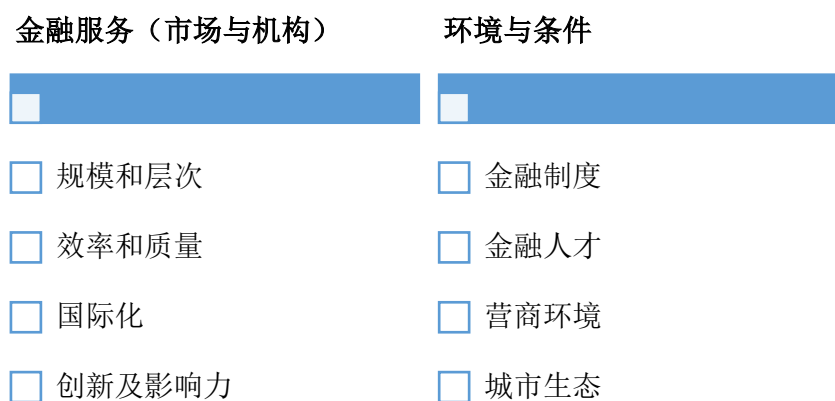 金融服务（市场与机构）
规模和层次
效率和质量
国际化
创新及影响力
环境与条件
金融制度
金融人才
营商环境
城市生态